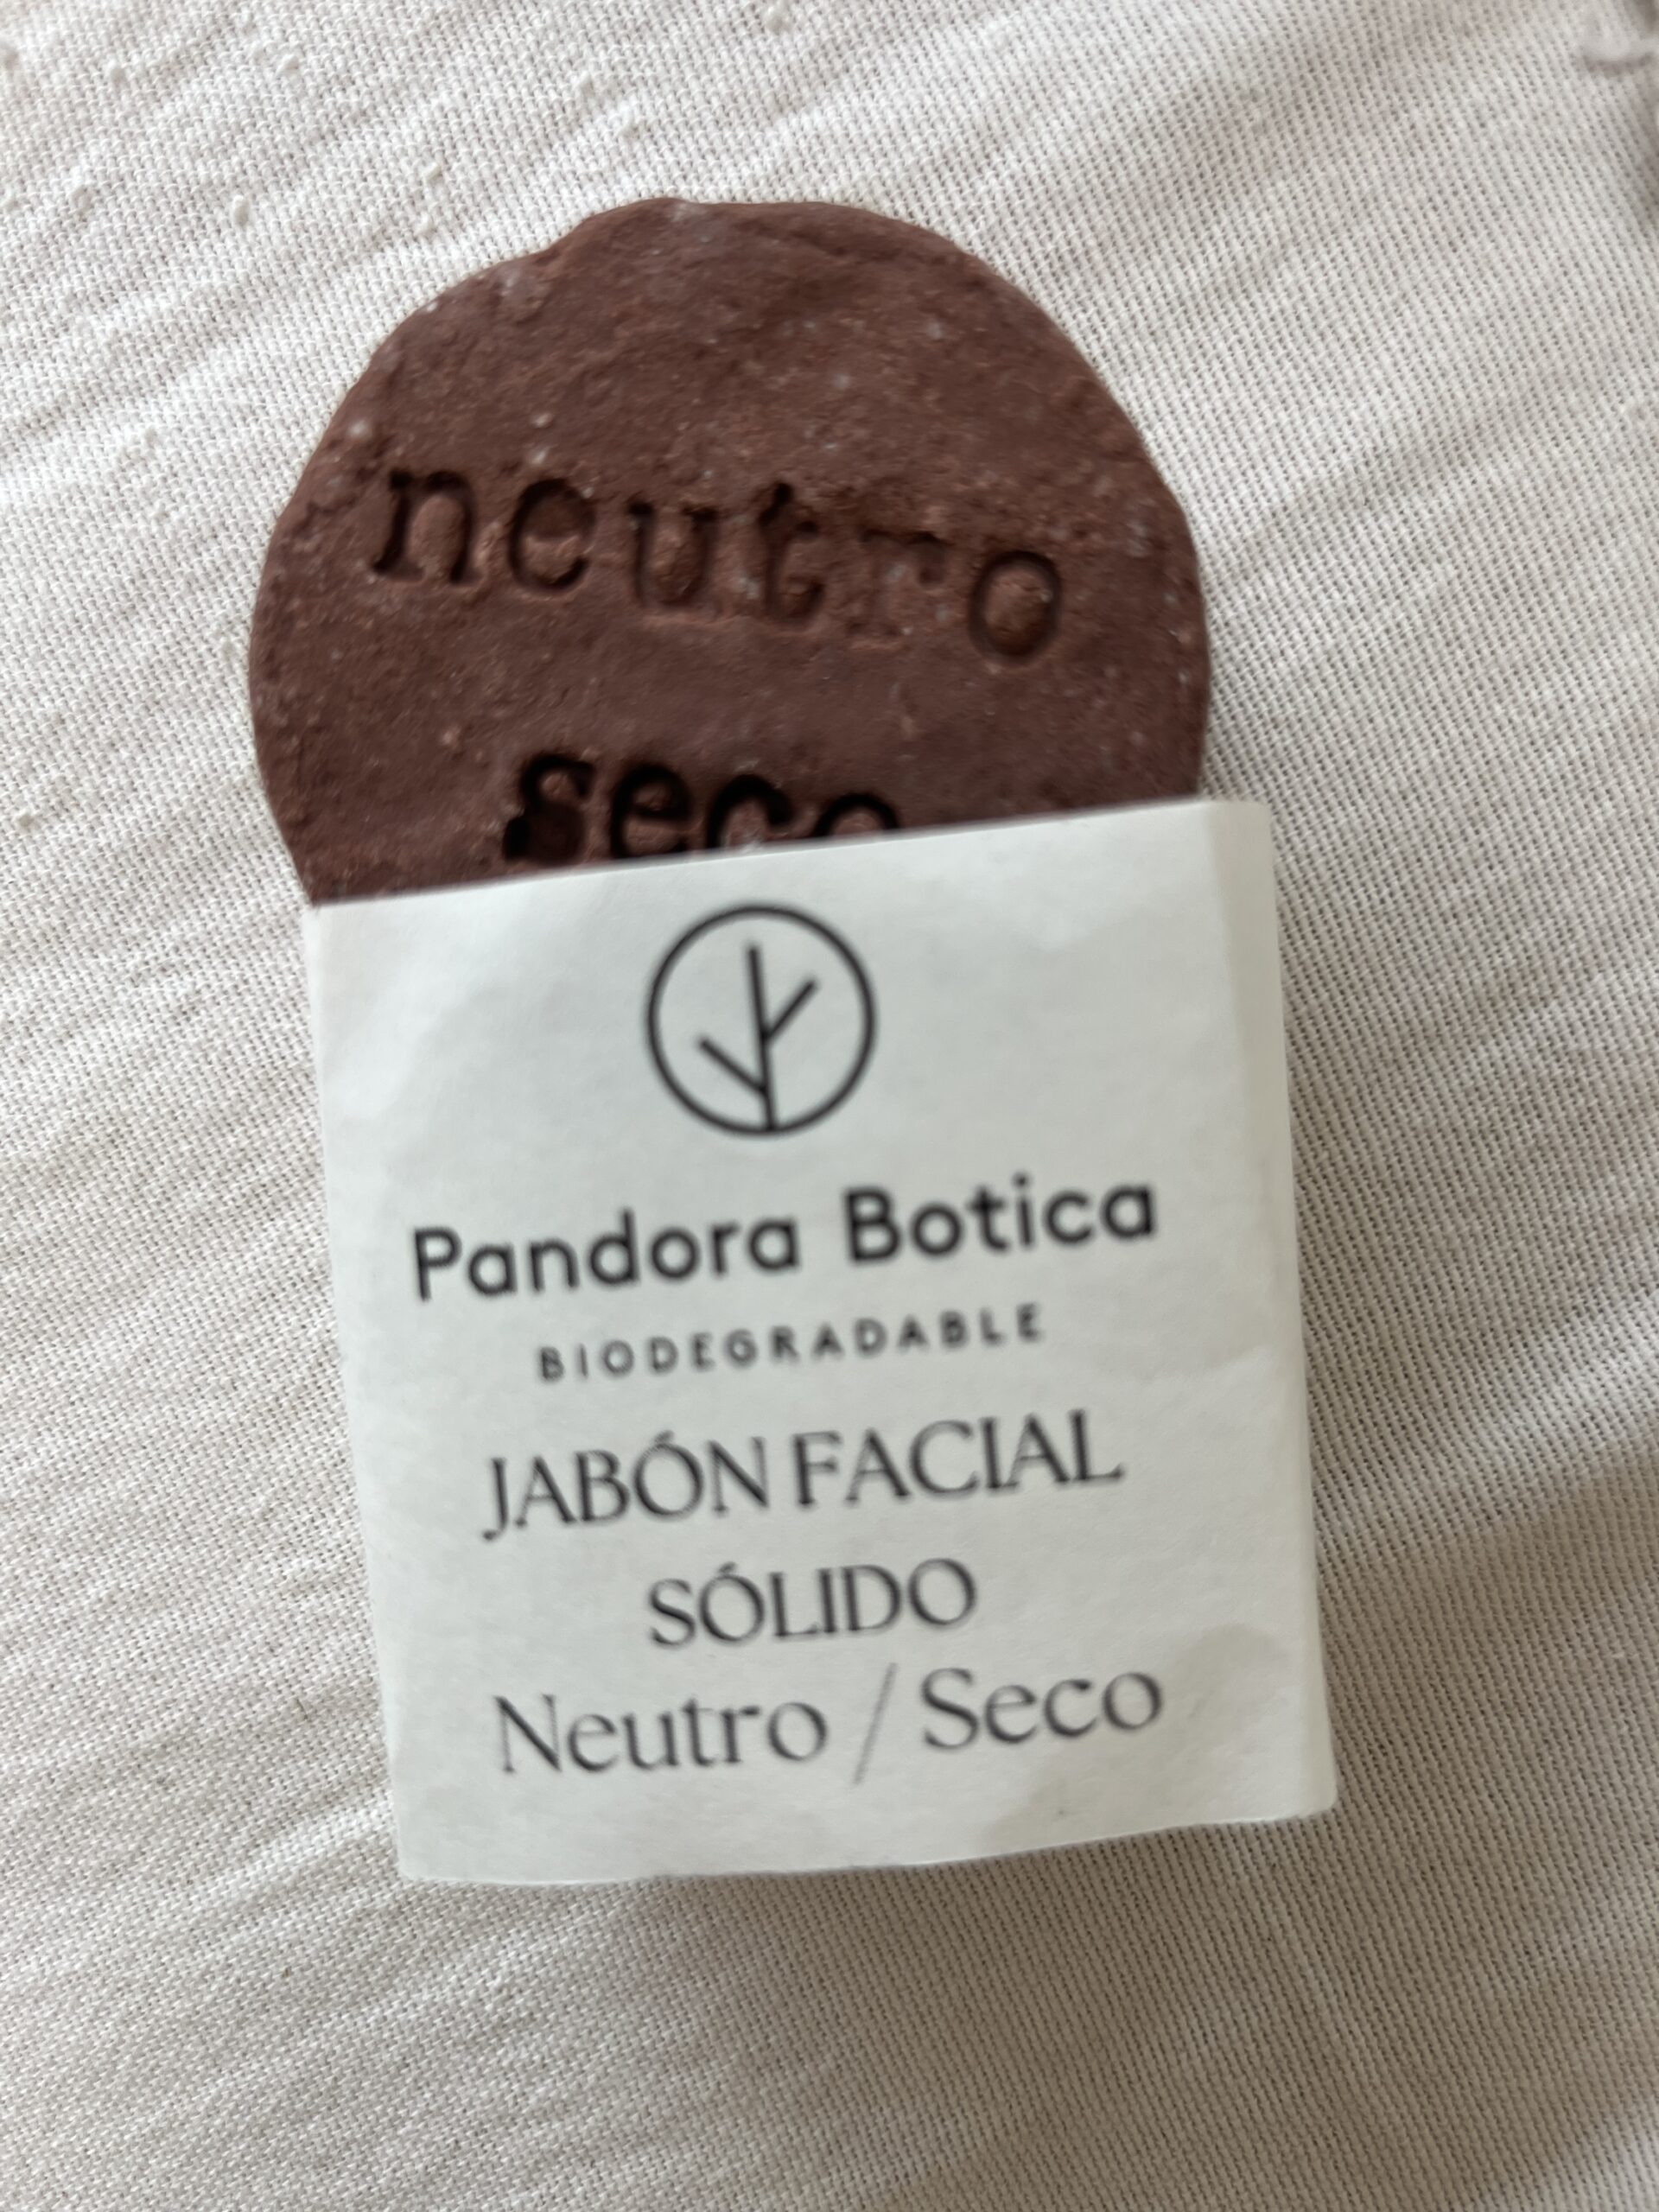 neutro
seco
Pandora Botica
BIODEGRADABLE
JABÓN FACIAL
SÓLIDO
Neutro / Seco